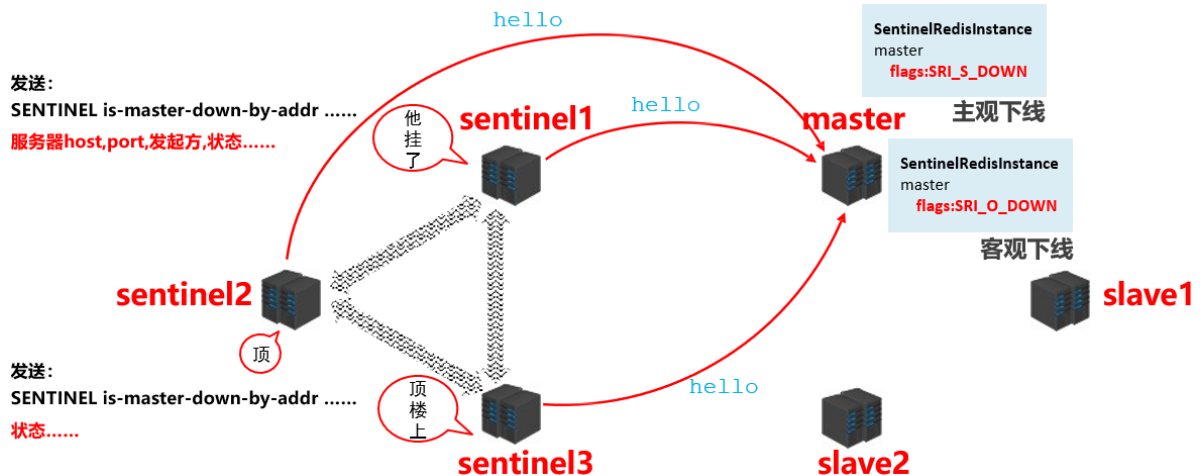 hello
SentinelRedisInstance
master
flags:SRI_S_DOWN
主观下线
发送：
SENTINEL is-master-down-by-addr ……
服务器host,port,发起方,状态……
他
挂
了
sentinel1
hello
master
SentinelRedisInstance
master
flags:SRI_O_DOWN
客观下线
sentinel2
slave1
顶
发送：
SENTINEL is-master-down-by-addr ……
状态……
顶
楼
上
hello
sentinel3
slave2